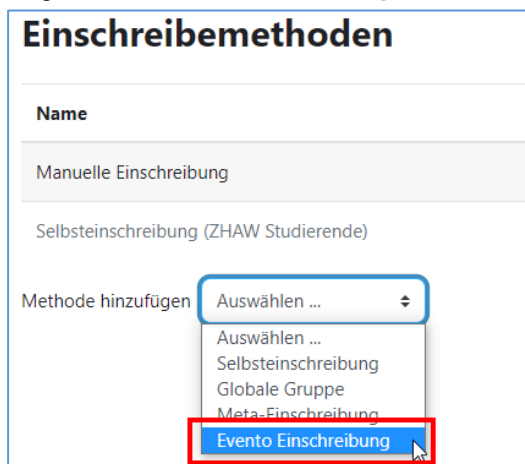 Einschreibemethoden
Name
Manuelle Einschreibung
Selbsteinschreibung (ZHAW Studierende)
Methode hinzufügen Auswählen ...
Auswählen ...
Selbsteinschreibung
Globale Gruppe
Meta-Einschreibung
Evento Einschreibung